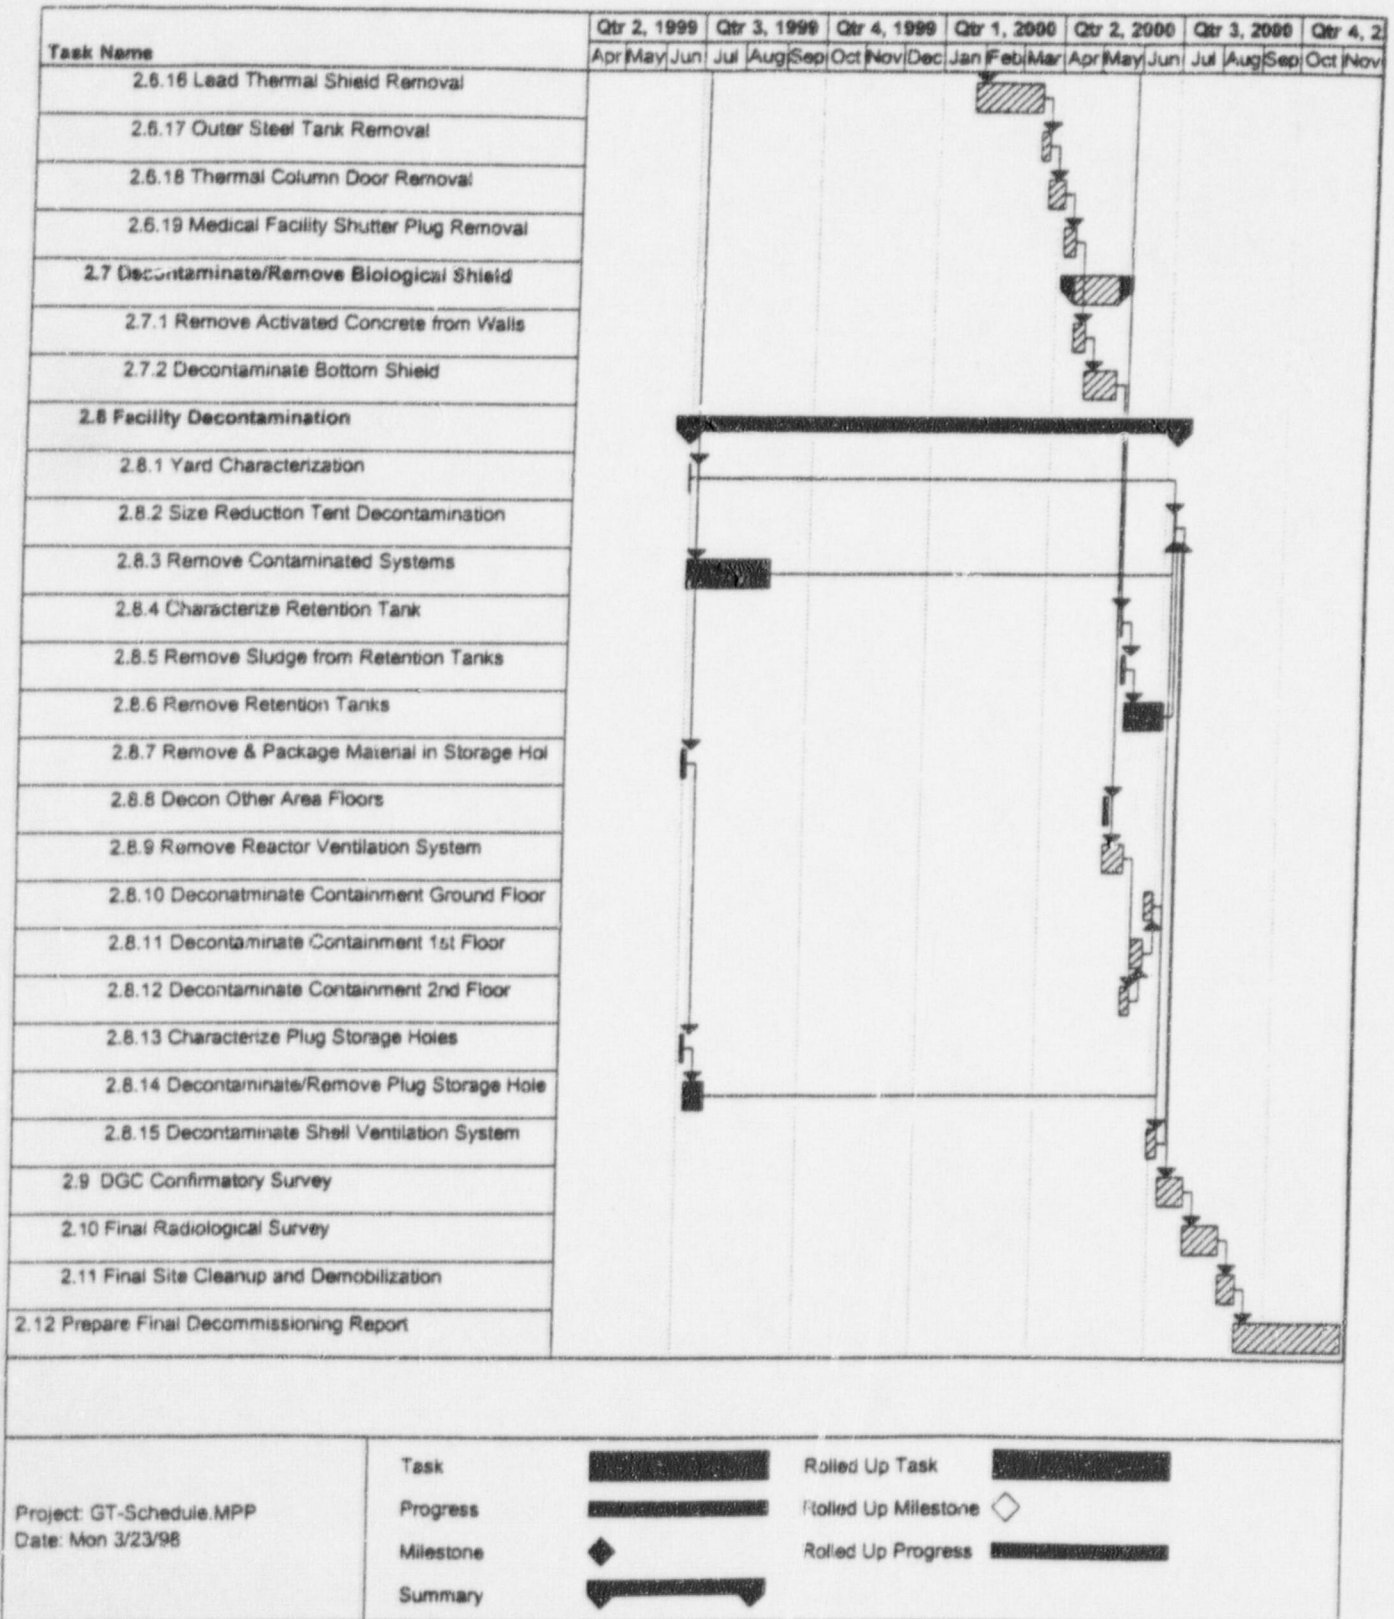 Qtr 2, 1999 Qtr 3, 1999 Qtr 4, 1999 Qtr 1, 2000 Qtr 2, 2000 Qtr 3, 2000 Qtr 4, 2
Task Name Apr May Jun Jul Aug Sep Oct Nov Dec Jan Feb Mar Apr May Jun Jul Aug Sep Oct Nov
2.6.16 Lead Thermal Shield Removal
2.6.17 Outer Steel Tank Removal
2.6.18 Thermal Column Door Removal
2.6.19 Medical Facility Shutter Plug Removal
2.7 Decontaminate/Remove Biological Shield
2.7.1 Remove Activated Concrete from Walls
2.7.2 Decontaminate Bottom Shield
2.8 Facility Decontamination
2.8.1 Yard Characterization
2.8.2 Size Reduction Tent Decontamination
2.8.3 Remove Contaminated Systems
2.8.4 Characterize Retention Tank
2.8.5 Remove Sludge from Retention Tanks
2.8.6 Remove Retention Tanks
2.8.7 Remove & Package Material in Storage Hol
2.8.8 Decon Other Area Floors
2.8.9 Remove Reactor Ventilation System
2.8.10 Deconatminate Containment Ground Floor
2.8.11 Decontaminate Containment 1st Floor
2.8.12 Decontaminate Containment 2nd Floor
2.8.13 Characterize Plug Storage Holes
2.8.14 Decontaminate/Remove Plug Storage Hole
2.8.15 Decontaminate Shell Ventilation System
2.9 DGC Confirmatory Survey
2.10 Final Radiological Survey
2.11 Final Site Cleanup and Demobilization
2.12 Prepare Final Decommissioning Report
Project: GT-Schedule.MPP
Date: Mon 3/23/98
Task
Progress
Milestone
Summary
Rolled Up Task
Rolled Up Milestone
Rolled Up Progress